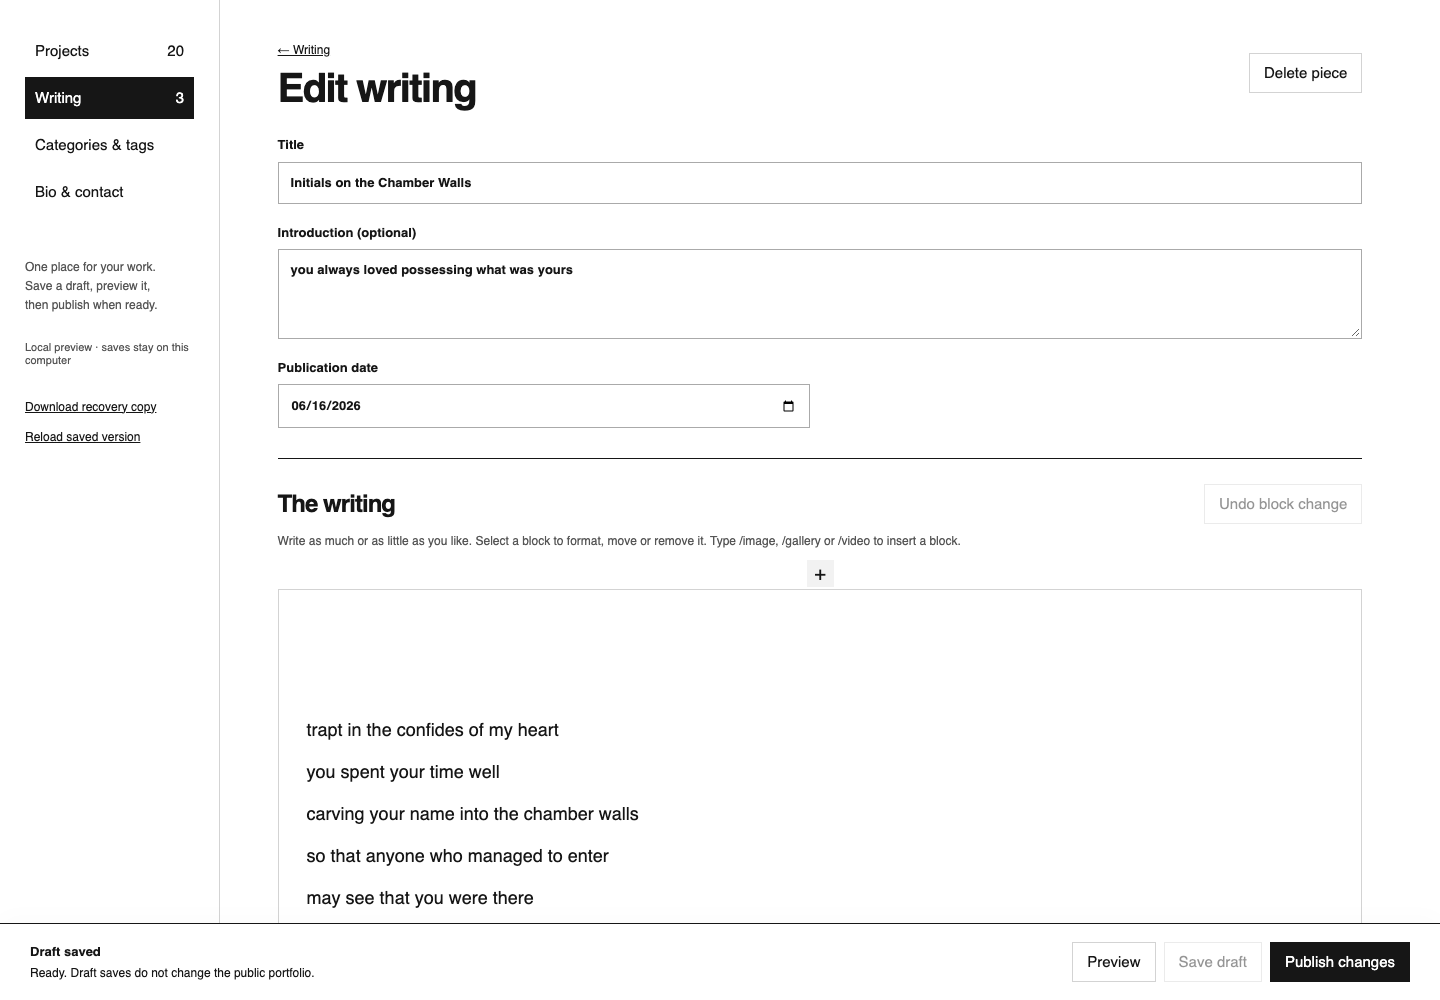 Projects 20
Writing 3
Categories & tags
Bio & contact
One place for your work.
Save a draft, preview it,
then publish when ready.
Local preview · saves stay on this
computer
Download recovery copy
Reload saved version
← Writing
Edit writing
Delete piece
Title
Initials on the Chamber Walls
Introduction (optional)
you always loved possessing what was yours
Publication date
06/16/2026
The writing
Undo block change
Write as much or as little as you like. Select a block to format, move or remove it. Type /image, /gallery or /video to insert a block.
+
trapt in the confides of my heart
you spent your time well
carving your name into the chamber walls
so that anyone who managed to enter
may see that you were there
Draft saved
Ready. Draft saves do not change the public portfolio.
Preview
Save draft
Publish changes